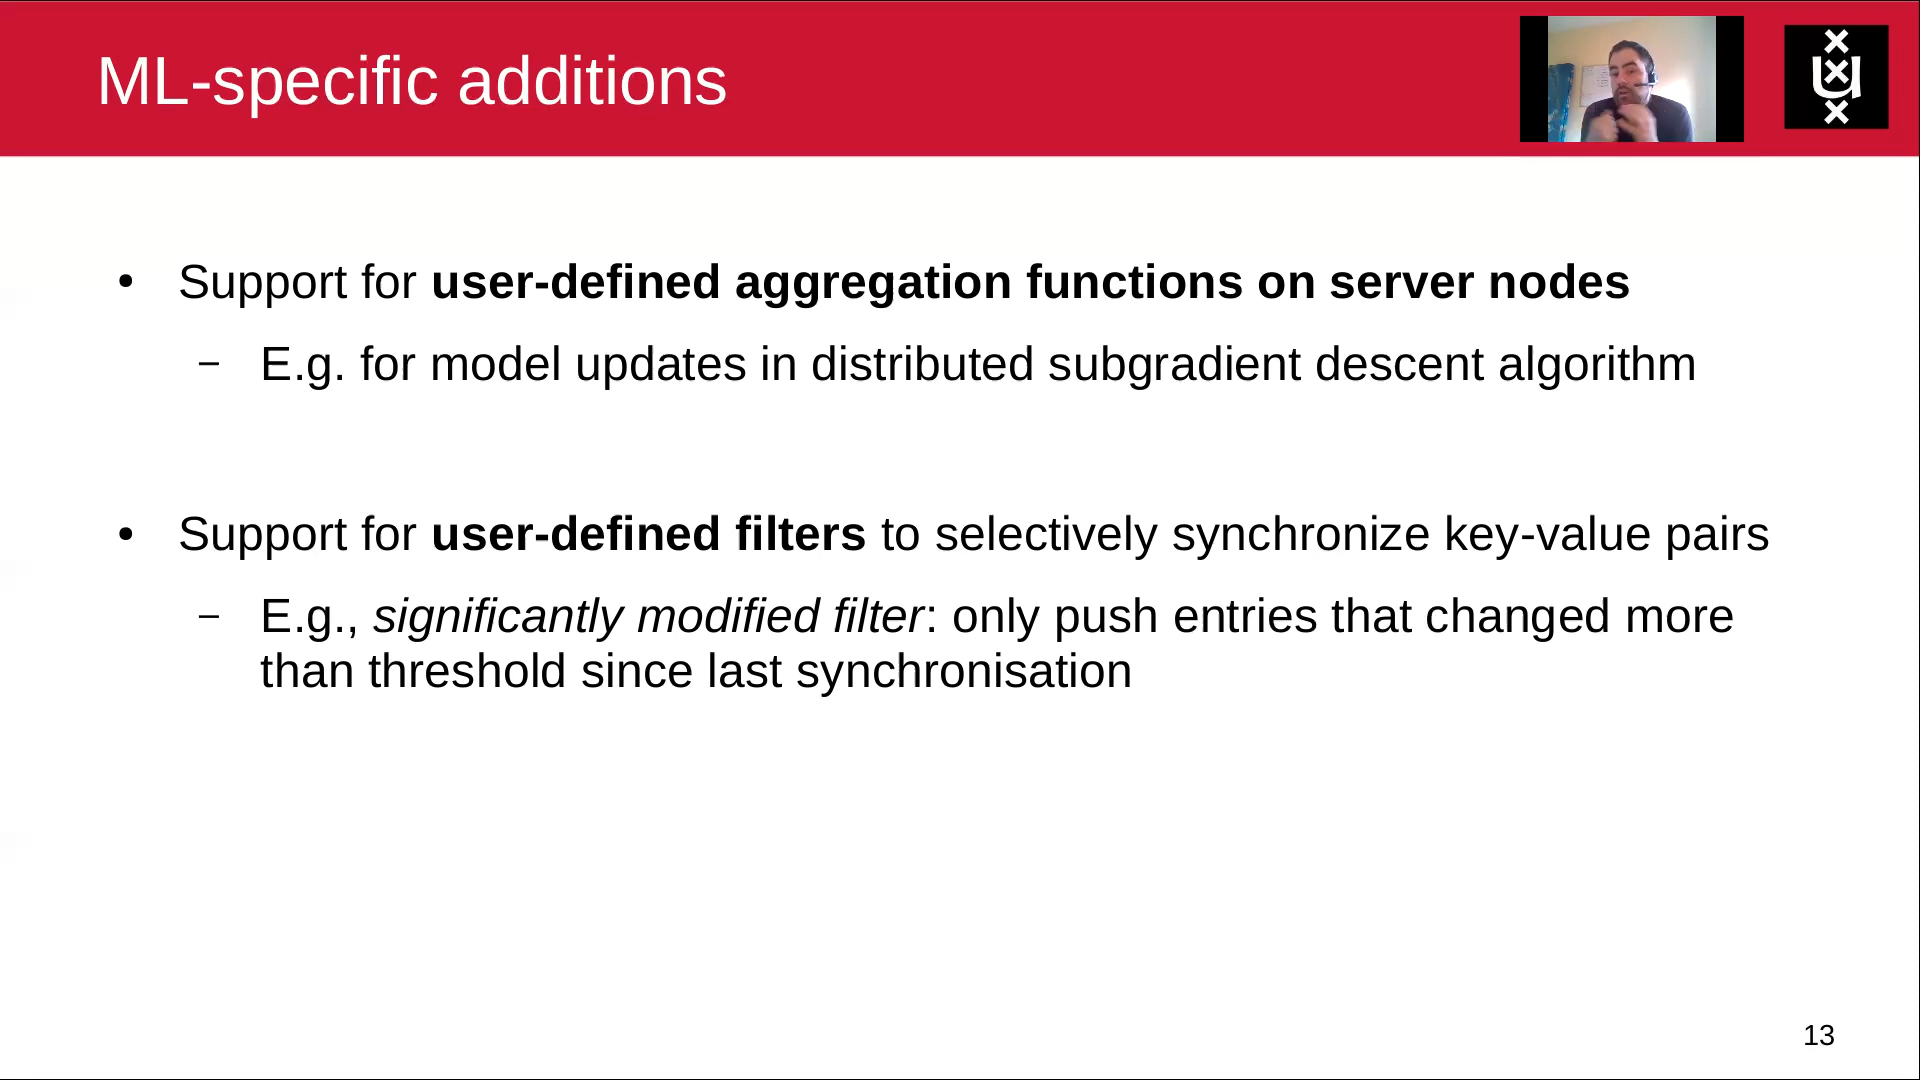 ML-specific additions
• Support for user-defined aggregation functions on server nodes
– E.g. for model updates in distributed subgradient descent algorithm
• Support for user-defined filters to selectively synchronize key-value pairs
– E.g., significantly modified filter: only push entries that changed more
than threshold since last synchronisation
13